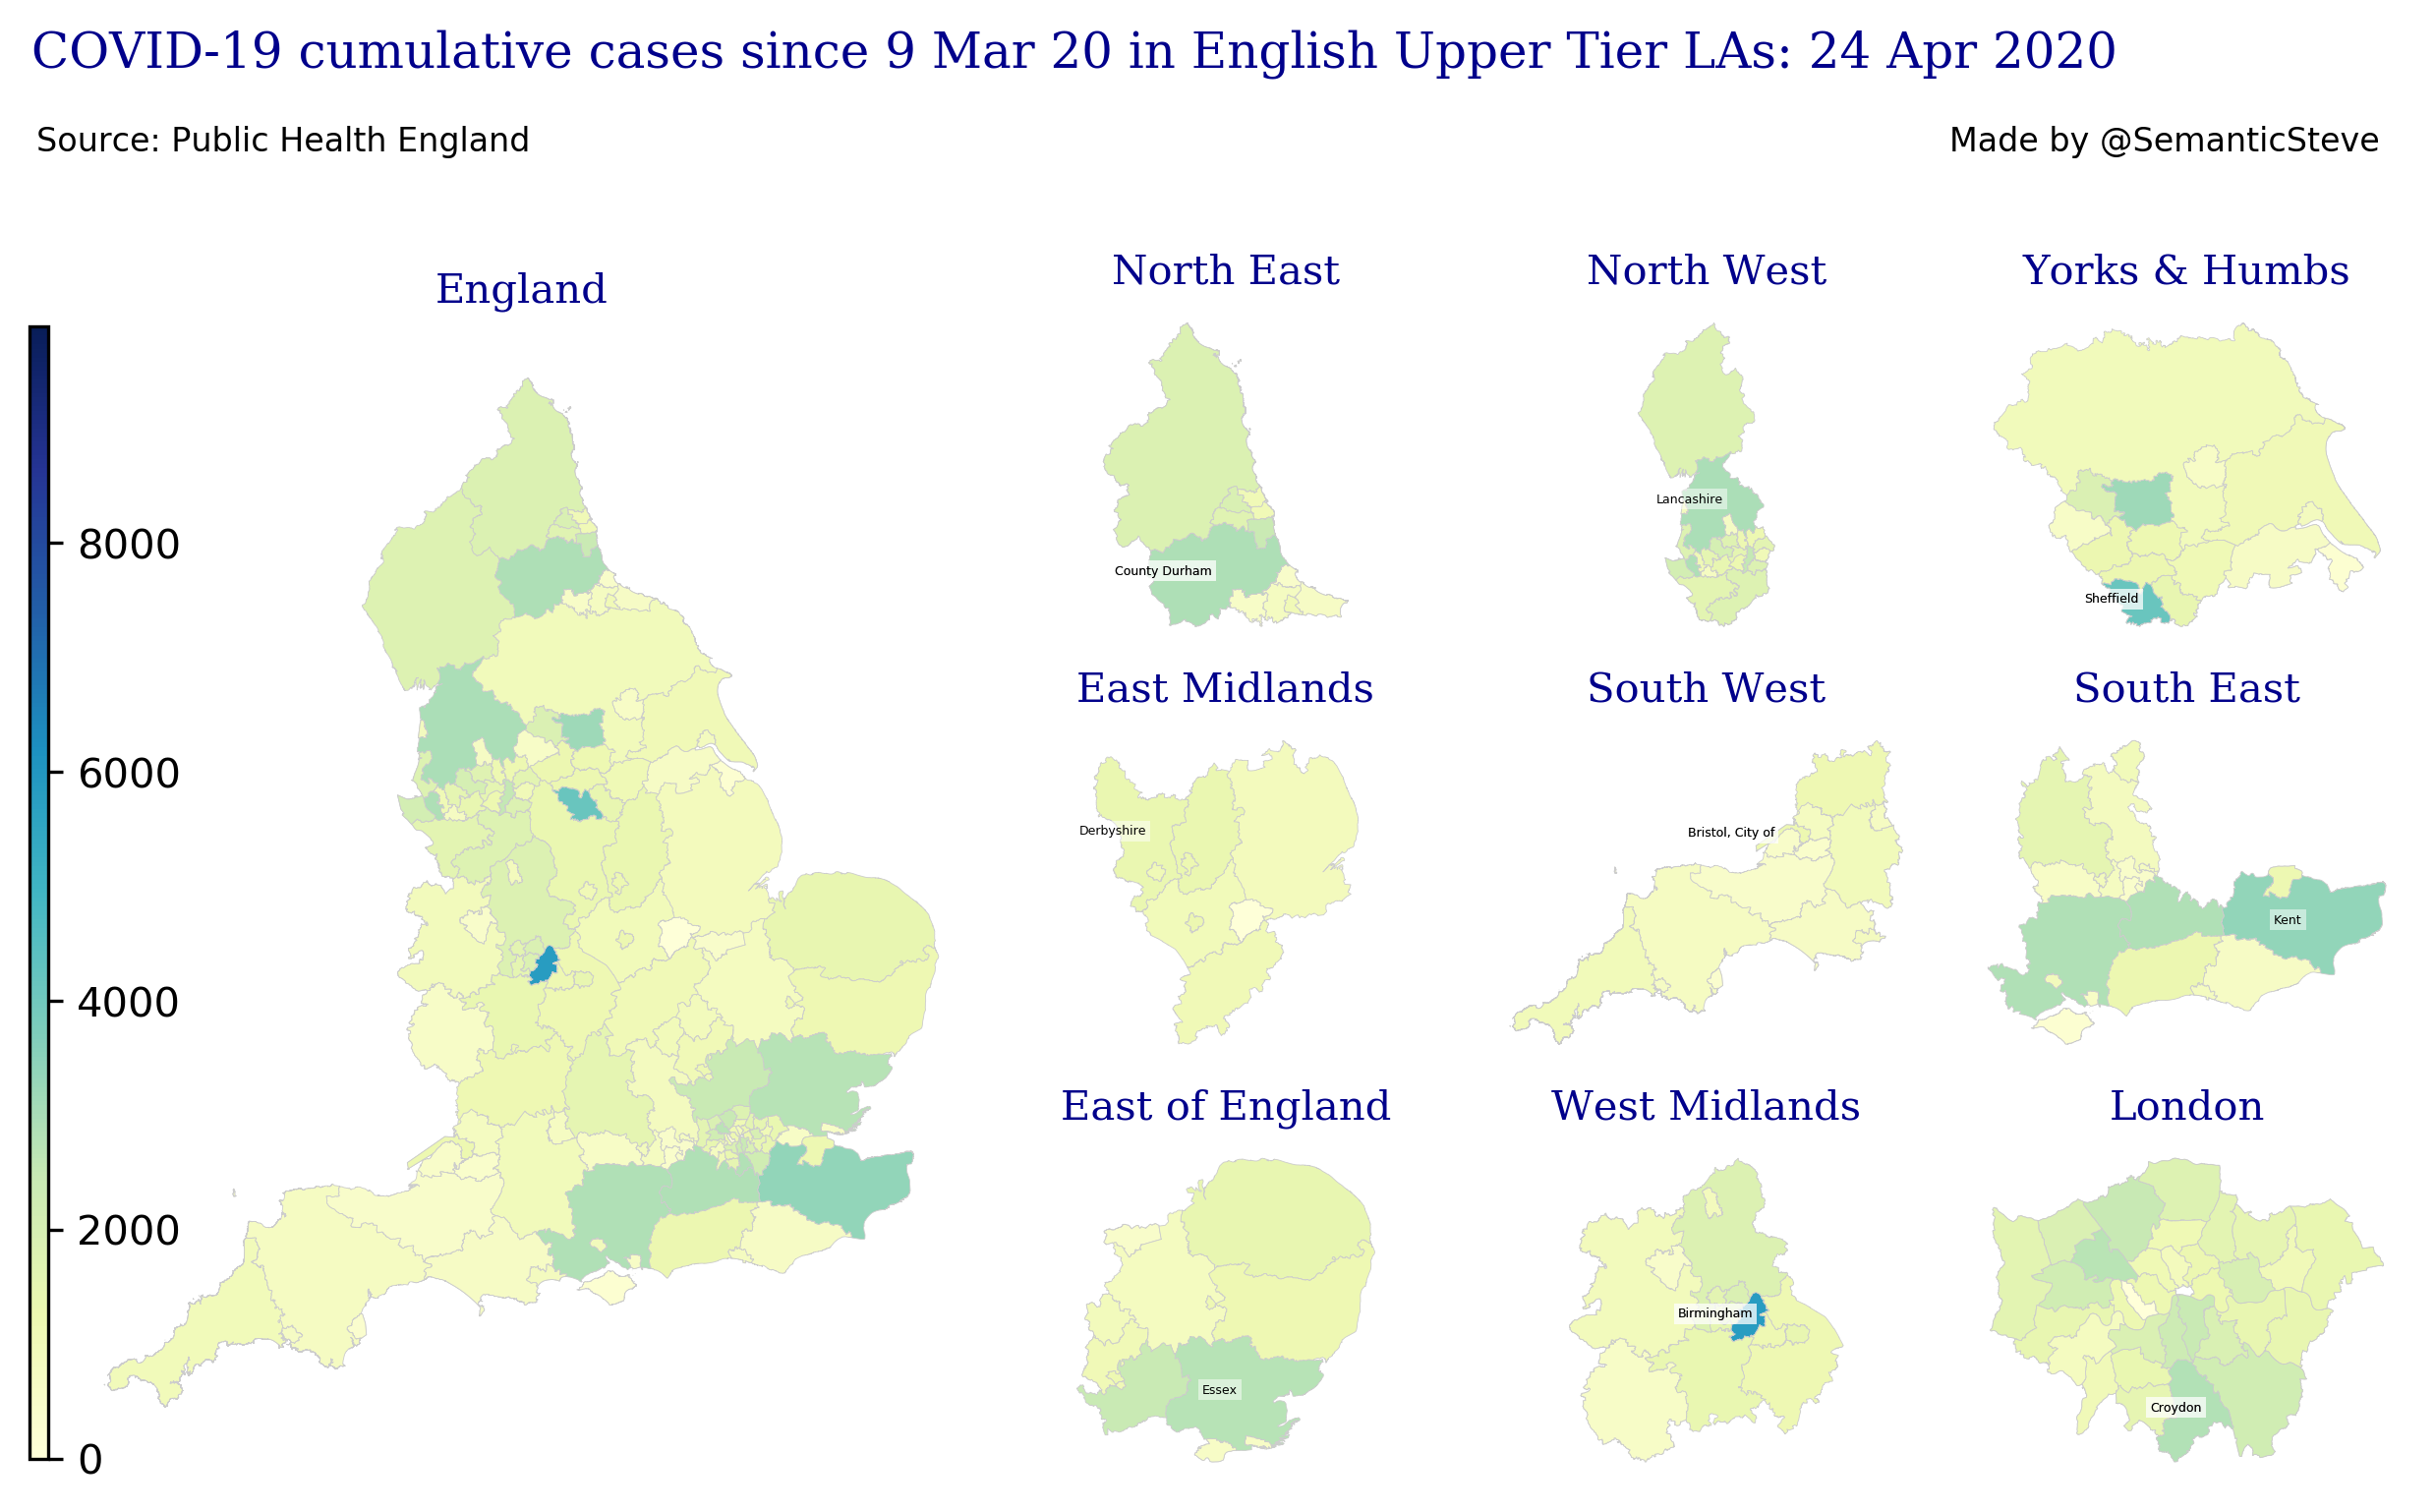 COVID-19 cumulative cases since 9 Mar 20 in English Upper Tier LAs: 24 Apr 2020
Source: Public Health England
Made by @SemanticSteve
England
8000
6000
4000
2000
0
North East
County Durham
North West
Lancashire
Yorks & Humbs
Sheffield
East Midlands
Derbyshire
South West
Bristol, City of
South East
Kent
East of England
Essex
West Midlands
Birmingham
London
Croydon